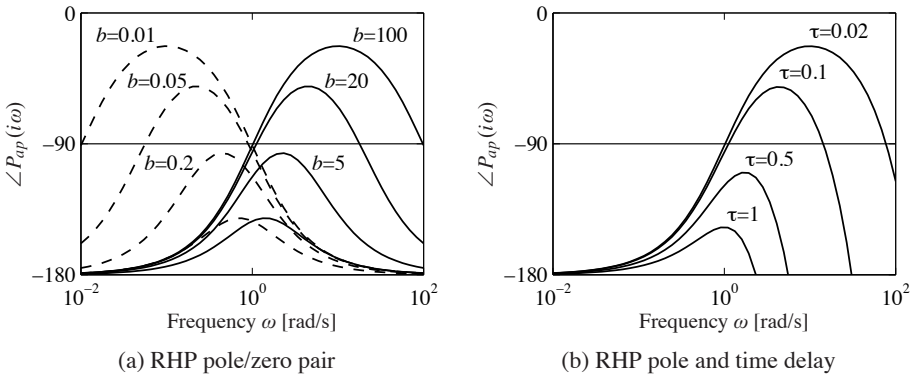 0
b=0.01
b=100
b=0.05
b=20
−90
b=0.2
b=5
−180
∠P_ap(iω)
10^−2
10^0
10^2
Frequency ω [rad/s]
(a) RHP pole/zero pair
0
τ=0.02
τ=0.1
−90
τ=0.5
τ=1
−180
∠P_ap(iω)
10^−2
10^0
10^2
Frequency ω [rad/s]
(b) RHP pole and time delay